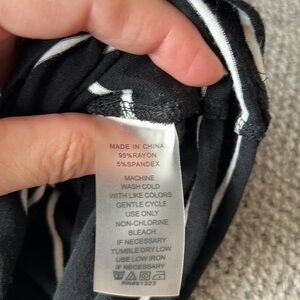 MADE IN CHINA
95%RAYON
5%SPANDEX
MACHINE
WASH COLD
WITH LIKE COLORS
GENTLE CYCLE
USE ONLY
NON-CHLORINE
BLEACH
IF NECESSARY
TUMBLE DRY LOW
USE LOW IRON
IF NECESSARY